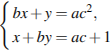 bx + y = ac²,
x + by = ac + 1